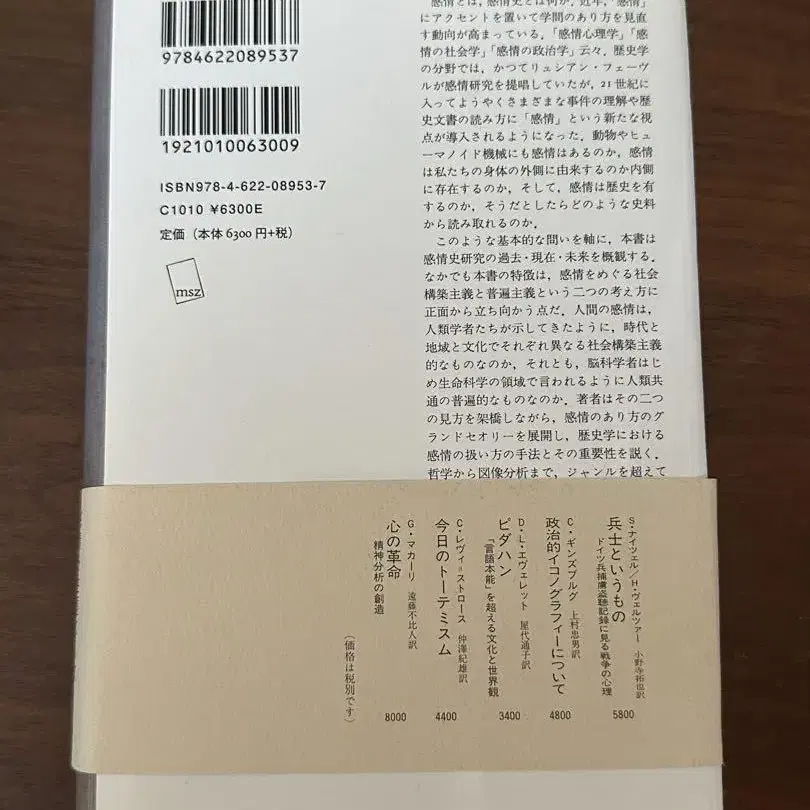 9784622089537
1921010063009
ISBN978-4-622-08953-7
C1010 ¥6300E
定価（本体6300円+税）
msz
感情とは，感情史とは何か．近年，「感情」
にアクセントを置いて学問のあり方を見直
す動向が高まっている．「感情心理学」「感
情の社会学」「感情の政治学」云々．歴史学
の分野では，かつてリュシアン・フェーヴ
ルが感情研究を提唱していたが，21世紀に
入ってようやくさまざまな事件の理解や歴
史文書の読み方に「感情」という新たな視
点が導入されるようになった．動物やヒュ
ーマノイド機械にも感情はあるのか，感情
は私たちの身体の外側に由来するのか内側
に存在するのか，そして，感情は歴史を有
するのか，そうだとしたらどのような史料
から読み取れるのか．
このような基本的な問いを軸に，本書は
感情史研究の過去・現在・未来を概観する．
なかでも本書の特徴は，感情をめぐる社会
構築主義と普遍主義という二つの考え方に
正面から立ち向かう点だ．人間の感情は，
人類学者たちが示してきたように，時代と
地域と文化でそれぞれ異なる社会構築主義
的なものなのか，それとも，脳科学者はじ
め生命科学の領域で言われるように人類共
通の普遍的なものなのか．著者はその二つ
の見方を架橋しながら，感情のあり方のグ
ランドセオリーを展開し，歴史学における
感情の扱い方の手法とその重要性を説く．
哲学から図像分析まで，ジャンルを超えて
S・ナイツェル／H・ヴェルツァー 小野寺拓也訳
兵士というもの
ドイツ兵捕虜盗聴記録に見る戦争の心理
5800
C・ギンズブルグ 上村忠男訳
政治的イコノグラフィーについて
4800
D・L・エヴェレット 屋代通子訳
ピダハン
「言語本能」を超える文化と世界観
3400
C・レヴィ＝ストロース 仲澤紀雄訳
今日のトーテミスム
4400
G・マカーリ 遠藤不比人訳
心の革命
精神分析の創造
8000
（価格は税別です）